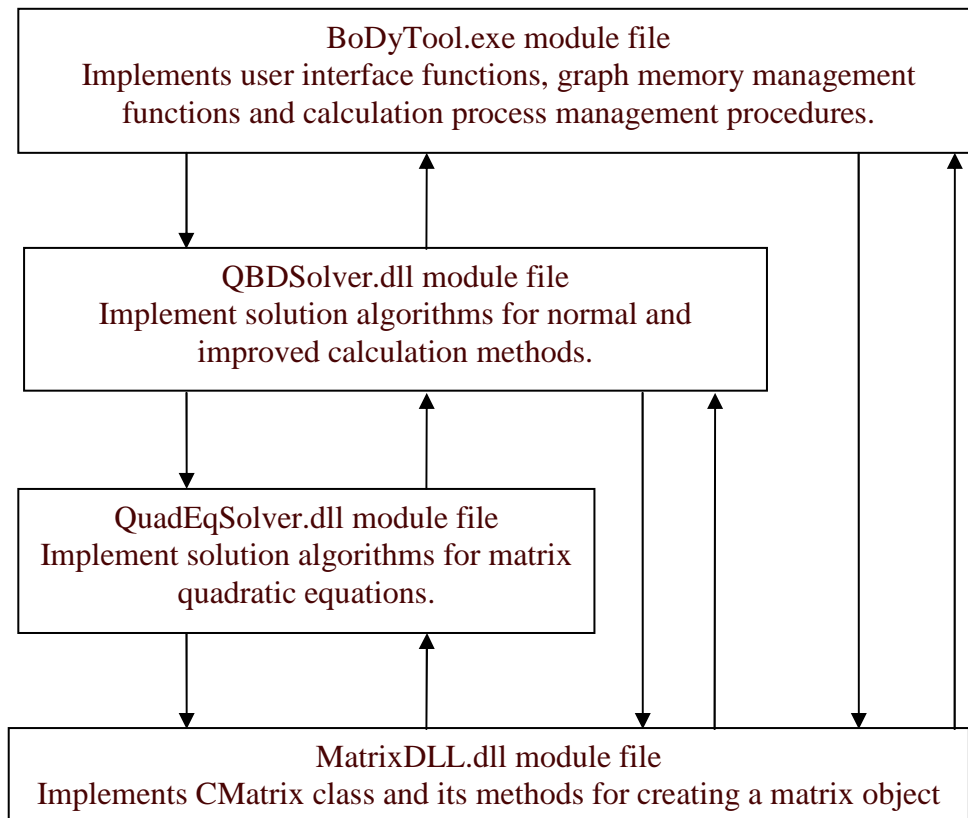 BoDyTool.exe module file
Implements user interface functions, graph memory management
functions and calculation process management procedures.
QBDSolver.dll module file
Implement solution algorithms for normal and
improved calculation methods.
QuadEqSolver.dll module file
Implement solution algorithms for matrix
quadratic equations.
MatrixDLL.dll module file
Implements CMatrix class and its methods for creating a matrix object